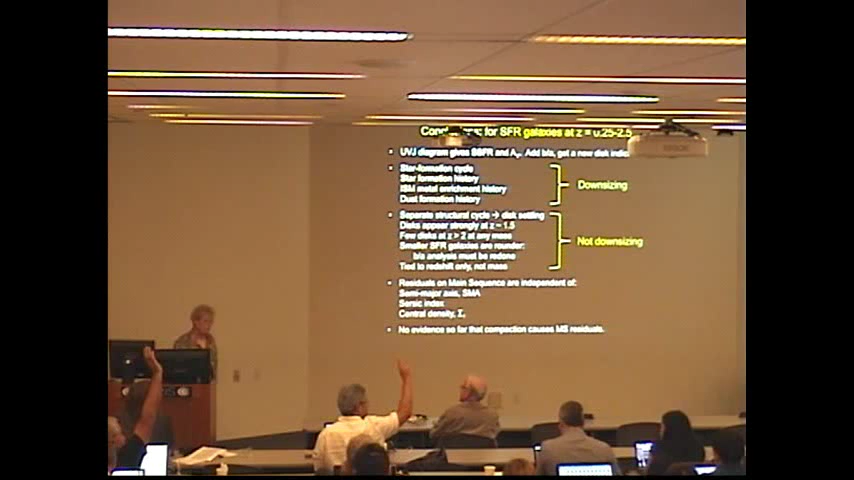 for SFR galaxies at z = 0.25-2.5
• UVJ diagram gives SSFR and Aᵥ. Add b/a, get a new disk indic
• Star-formation cycle
Star formation history
ISM metal enrichment history
Dust formation history
Downsizing
• Separate structural cycle → disk settling
Disks appear strongly at z ~ 1.5
Few disks at z > 2 at any mass
Smaller SFR galaxies are rounder:
b/a analysis must be redone
Tied to redshift only, not mass
Not downsizing
• Residuals on Main Sequence are independent of:
Semi-major axis, SMA
Sersic index
Central density, Σ₁
• No evidence so far that compaction causes MS residuals.
EPSON